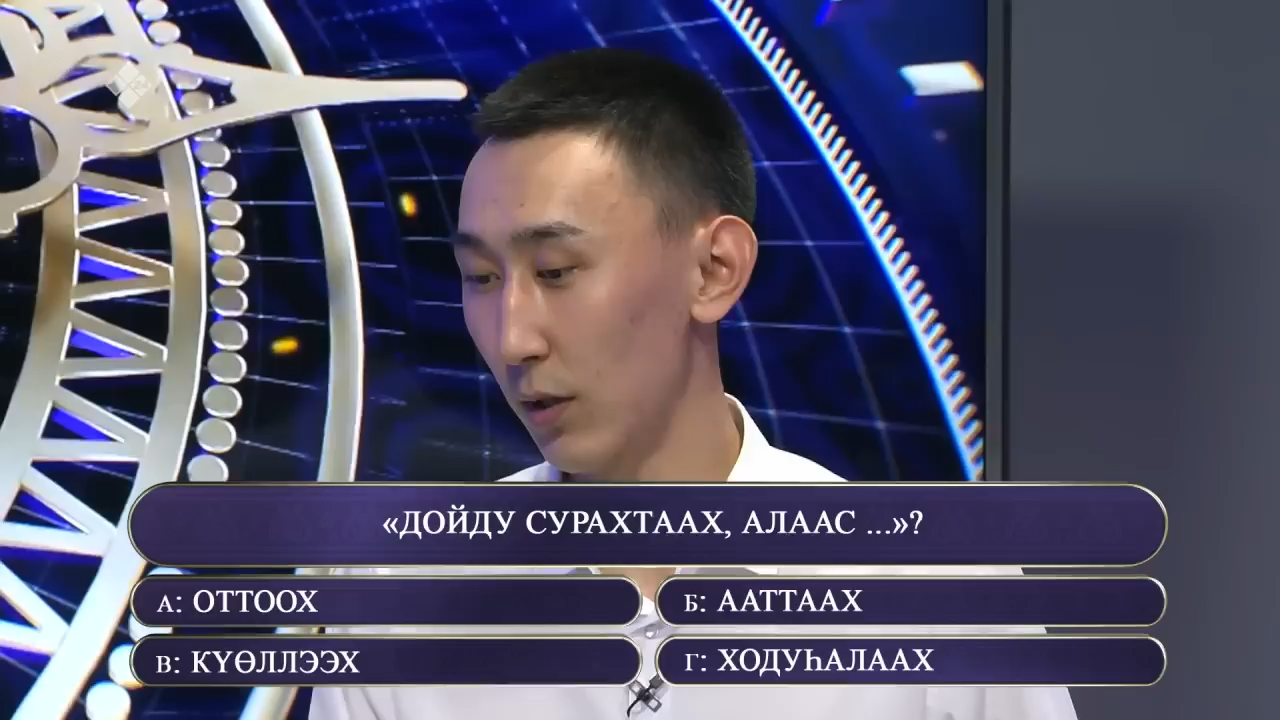 «ДОЙДУ СУРАХТААХ, АЛААС ...»?
А: ОТТООХ
Б: ААТТААХ
В: КҮӨЛЛЭЭХ
Г: ХОДУҺАЛААХ